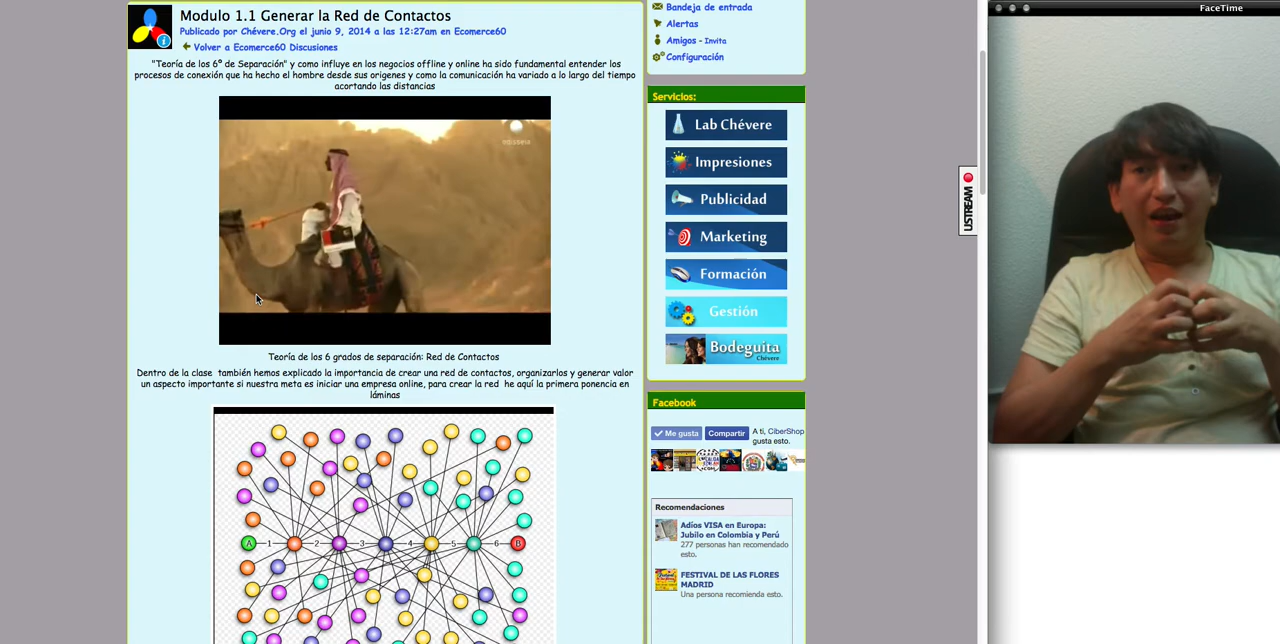 Modulo 1.1 Generar la Red de Contactos
Publicado por Chévere.Org el junio 9, 2014 a las 12:27am en Ecomerce60
Volver a Ecomerce60 Discusiones
"Teoría de los 6º de Separación" y como influye en los negocios offline y online ha sido fundamental entender los
procesos de conexión que ha hecho el hombre desde sus origenes y como la comunicación ha variado a lo largo del tiempo
acortando las distancias
odisseia
Teoría de los 6 grados de separación: Red de Contactos
Dentro de la clase también hemos explicado la importancia de crear una red de contactos, organizarlos y generar valor
un aspecto importante si nuestra meta es iniciar una empresa online, para crear la red he aquí la primera ponencia en
láminas
A 1 2 3 4 5 6 B
Bandeja de entrada
Alertas
Amigos - Invita
Configuración
Servicios:
Lab Chévere
Impresiones
Publicidad
Marketing
Formación
Gestión
Bodeguita
Chévere
Facebook
Me gusta Compartir A ti, CiberShop
gusta esto.
Recomendaciones
Adíos VISA en Europa:
Jubilo en Colombia y Perú
277 personas han recomendado
esto.
FESTIVAL DE LAS FLORES
MADRID
Una persona recomienda esto.
USTREAM
FaceTime